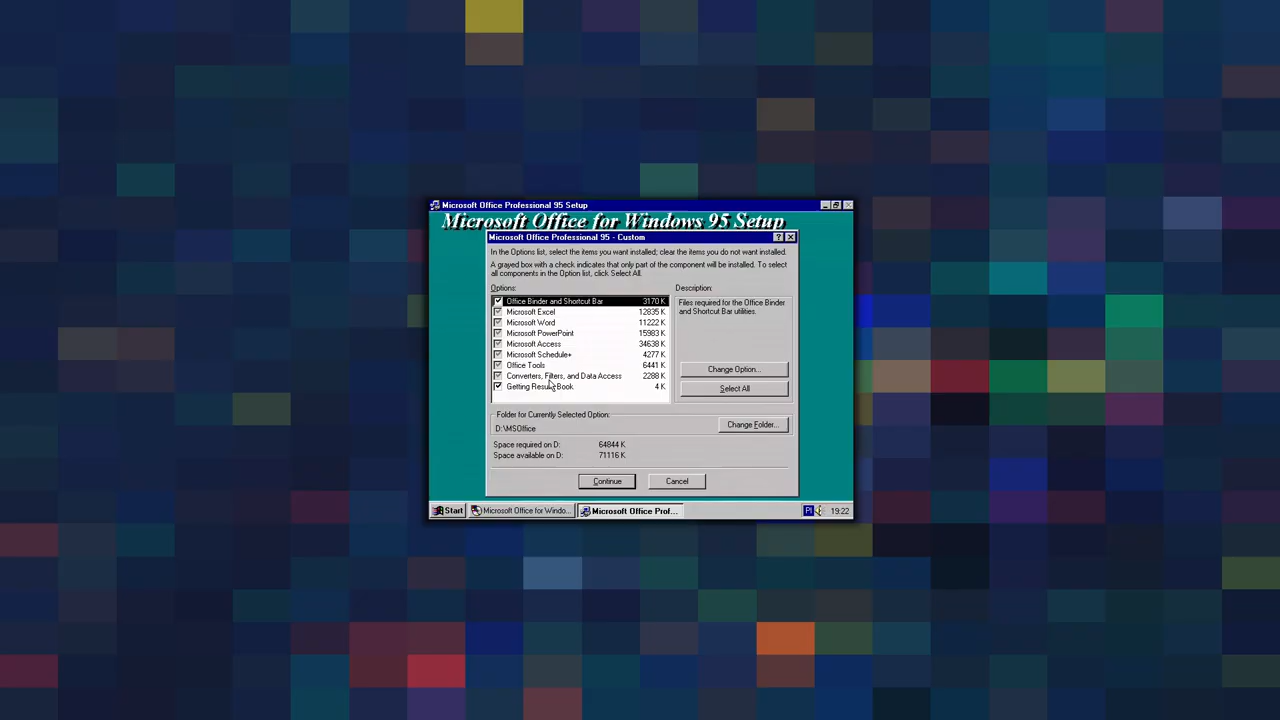 Microsoft Office Professional 95 Setup
Microsoft Office for Windows 95 Setup
Microsoft Office Professional 95 - Custom
In the Options list, select the items you want installed; clear the items you do not want installed.
A grayed box with a check indicates that only part of the component will be installed. To select
all components in the Option list, click Select All.
Options:
Office Binder and Shortcut Bar 3170 K
Microsoft Excel 12835 K
Microsoft Word 11222 K
Microsoft PowerPoint 15983 K
Microsoft Access 34638 K
Microsoft Schedule+ 4277 K
Office Tools 6441 K
Converters, Filters, and Data Access 2288 K
Getting Results Book 4 K
Description:
Files required for the Office Binder
and Shortcut Bar utilities.
Change Option...
Select All
Folder for Currently Selected Option:
D:\MSOffice
Change Folder...
Space required on D: 64844 K
Space available on D: 71116 K
Continue
Cancel
Start
Microsoft Office for Windo...
Microsoft Office Prof...
Pl
19:22